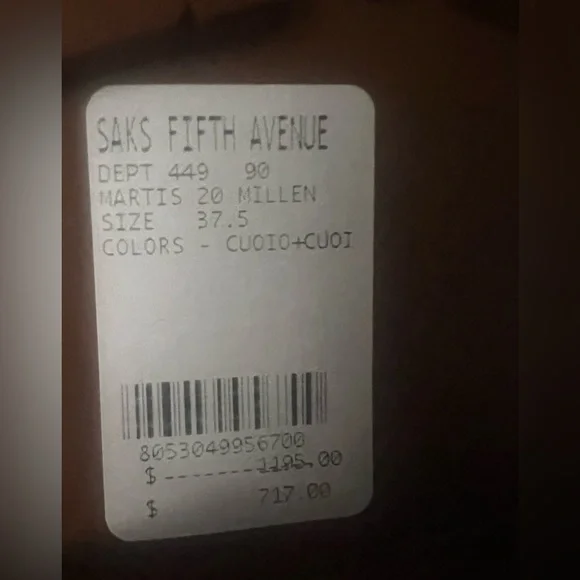 SAKS FIFTH AVENUE
DEPT 449 90
MARTIS 20 MILLEN
SIZE 37.5
COLORS - CUOIO+CUOI
8053049956700
$ -------1195.00
$ 717.00